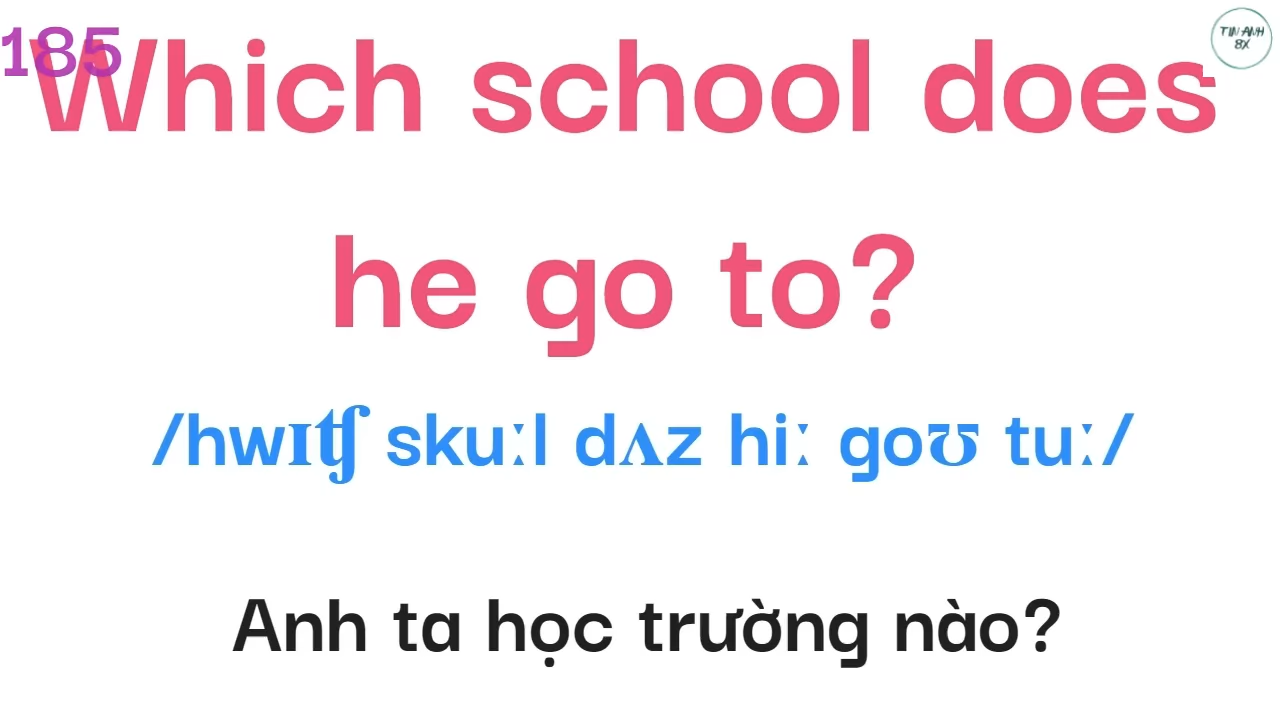 185
TIN ANH
8X
Which school does
he go to?
/hwɪʧ skuːl dʌz hiː goʊ tuː/
Anh ta học trường nào?